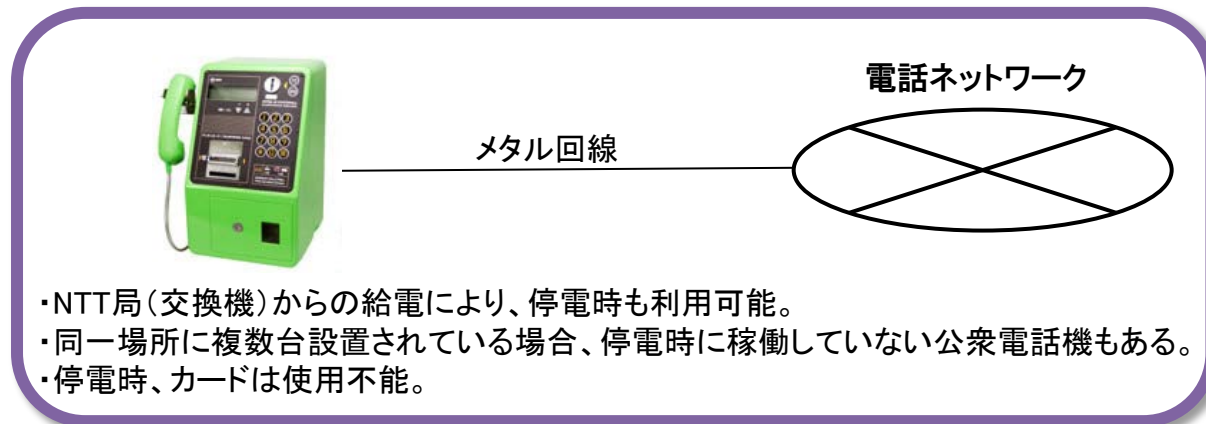 電話ネットワーク
メタル回線
・NTT局（交換機）からの給電により、停電時も利用可能。
・同一場所に複数台設置されている場合、停電時に稼働していない公衆電話機もある。
・停電時、カードは使用不能。